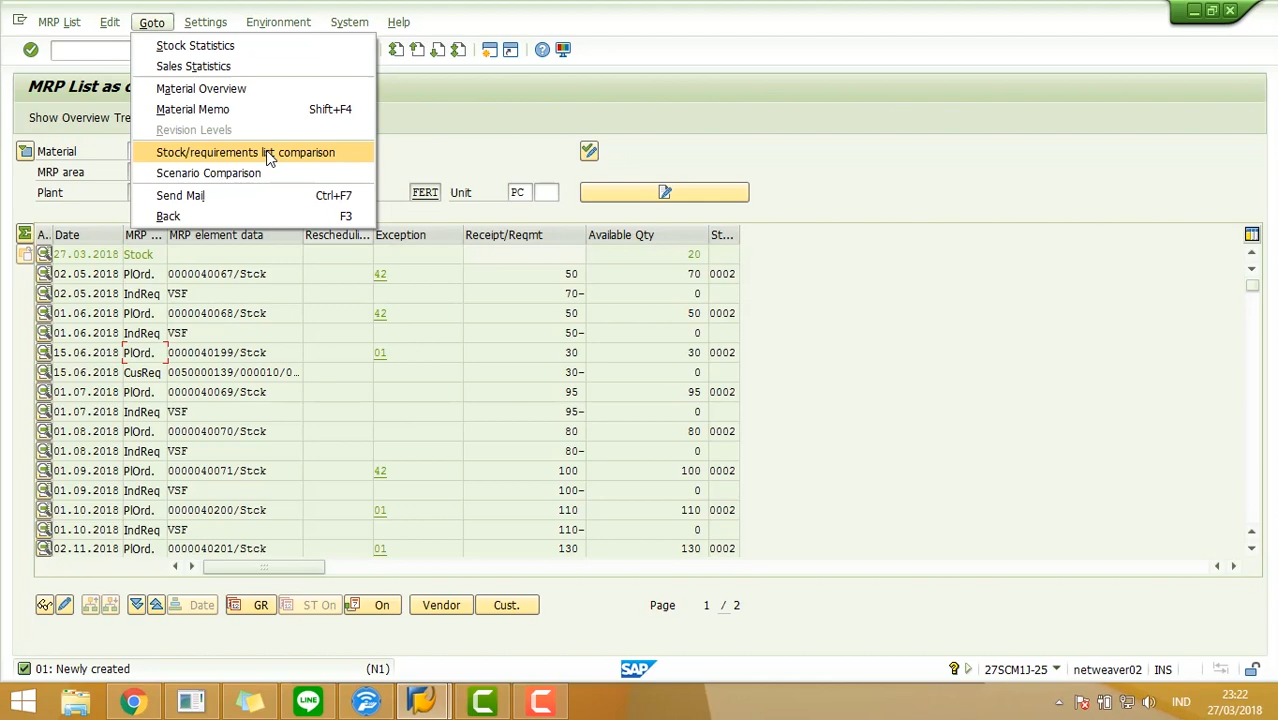 MRP List Edit Goto Settings Environment System Help
Stock Statistics
Sales Statistics
Material Overview
Material Memo Shift+F4
Revision Levels
Stock/requirements list comparison
Scenario Comparison
Send Mail Ctrl+F7
Back F3
MRP List as
Show Overview Tre
Material
MRP area
Plant FERT Unit PC
A.. Date MRP ... MRP element data Rescheduli... Exception Receipt/Reqmt Available Qty St...
27.03.2018 Stock 20
02.05.2018 PlOrd. 0000040067/Stck 42 50 70 0002
02.05.2018 IndReq VSF 70- 0
01.06.2018 PlOrd. 0000040068/Stck 42 50 50 0002
01.06.2018 IndReq VSF 50- 0
15.06.2018 PlOrd. 0000040199/Stck 01 30 30 0002
15.06.2018 CusReq 0050000139/000010/0... 30- 0
01.07.2018 PlOrd. 0000040069/Stck 95 95 0002
01.07.2018 IndReq VSF 95- 0
01.08.2018 PlOrd. 0000040070/Stck 80 80 0002
01.08.2018 IndReq VSF 80- 0
01.09.2018 PlOrd. 0000040071/Stck 42 100 100 0002
01.09.2018 IndReq VSF 100- 0
01.10.2018 PlOrd. 0000040200/Stck 01 110 110 0002
01.10.2018 IndReq VSF 110- 0
02.11.2018 PlOrd. 0000040201/Stck 01 130 130 0002
Date GR ST On On Vendor Cust. Page 1 / 2
01: Newly created (N1) SAP 27SCM1J-25 netweaver02 INS
IND 23:22
27/03/2018